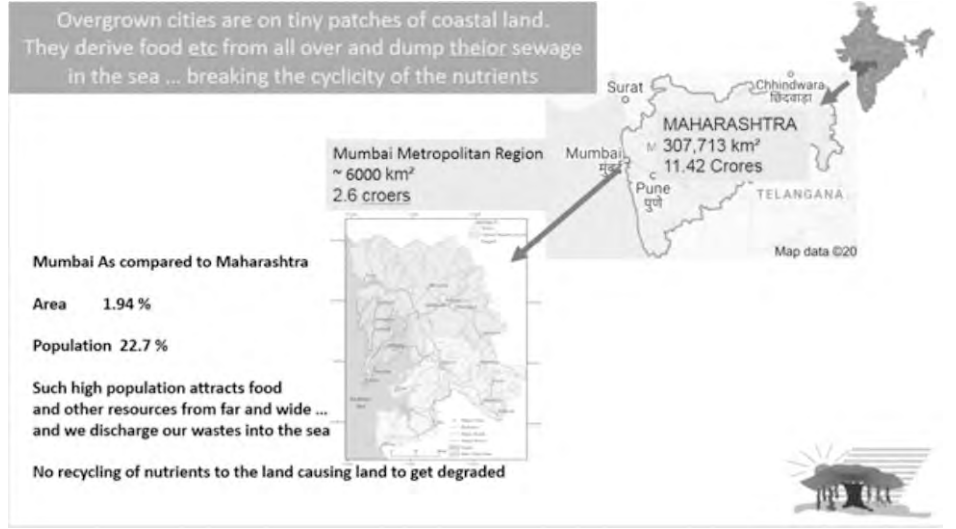 Overgrown cities are on tiny patches of coastal land.
They derive food etc from all over and dump theior sewage
in the sea ... breaking the cyclicity of the nutrients
Surat
Chhindwara
छिंदवाड़ा
MAHARASHTRA
307,713 km²
11.42 Crores
Mumbai
मुंबई
M
Pune
पुणे
TELANGANA
Map data ©20
Mumbai Metropolitan Region
~ 6000 km²
2.6 croers
Mumbai As compared to Maharashtra
Area 1.94 %
Population 22.7 %
Such high population attracts food
and other resources from far and wide ...
and we discharge our wastes into the sea
No recycling of nutrients to the land causing land to get degraded